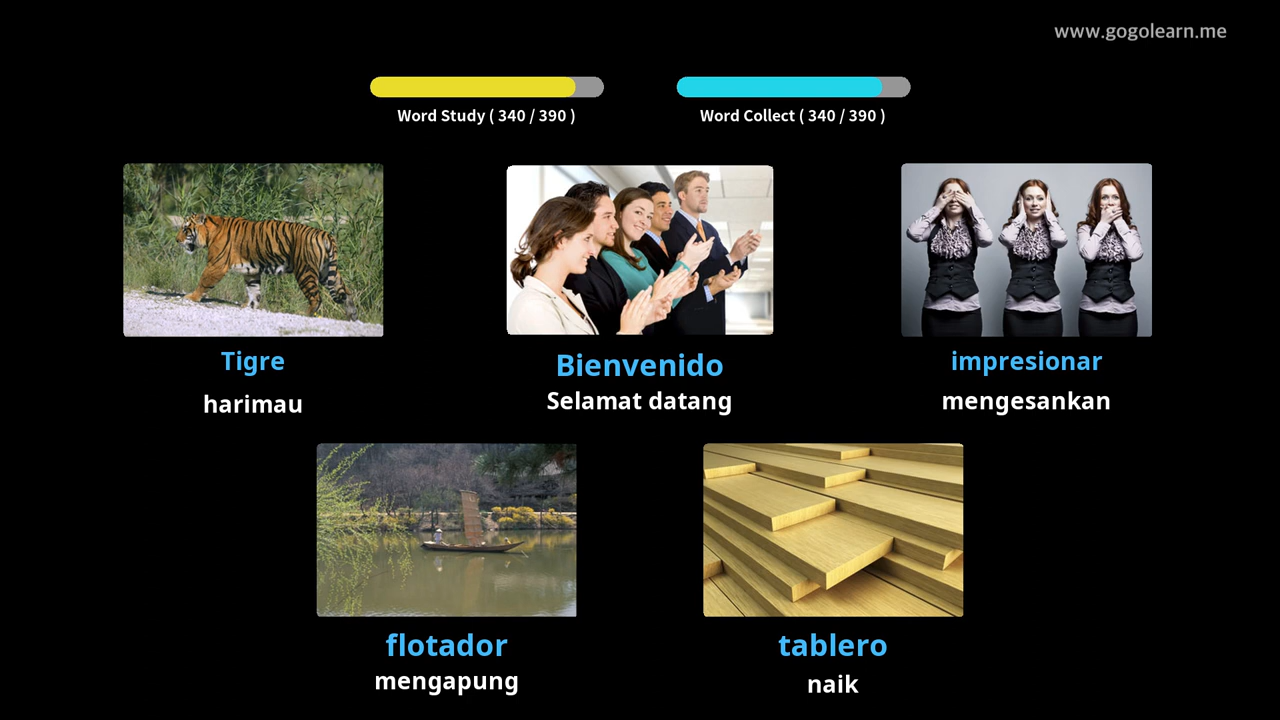 www.gogolearn.me
Word Study ( 340 / 390 )
Word Collect ( 340 / 390 )
Tigre
harimau
Bienvenido
Selamat datang
impresionar
mengesankan
flotador
mengapung
tablero
naik